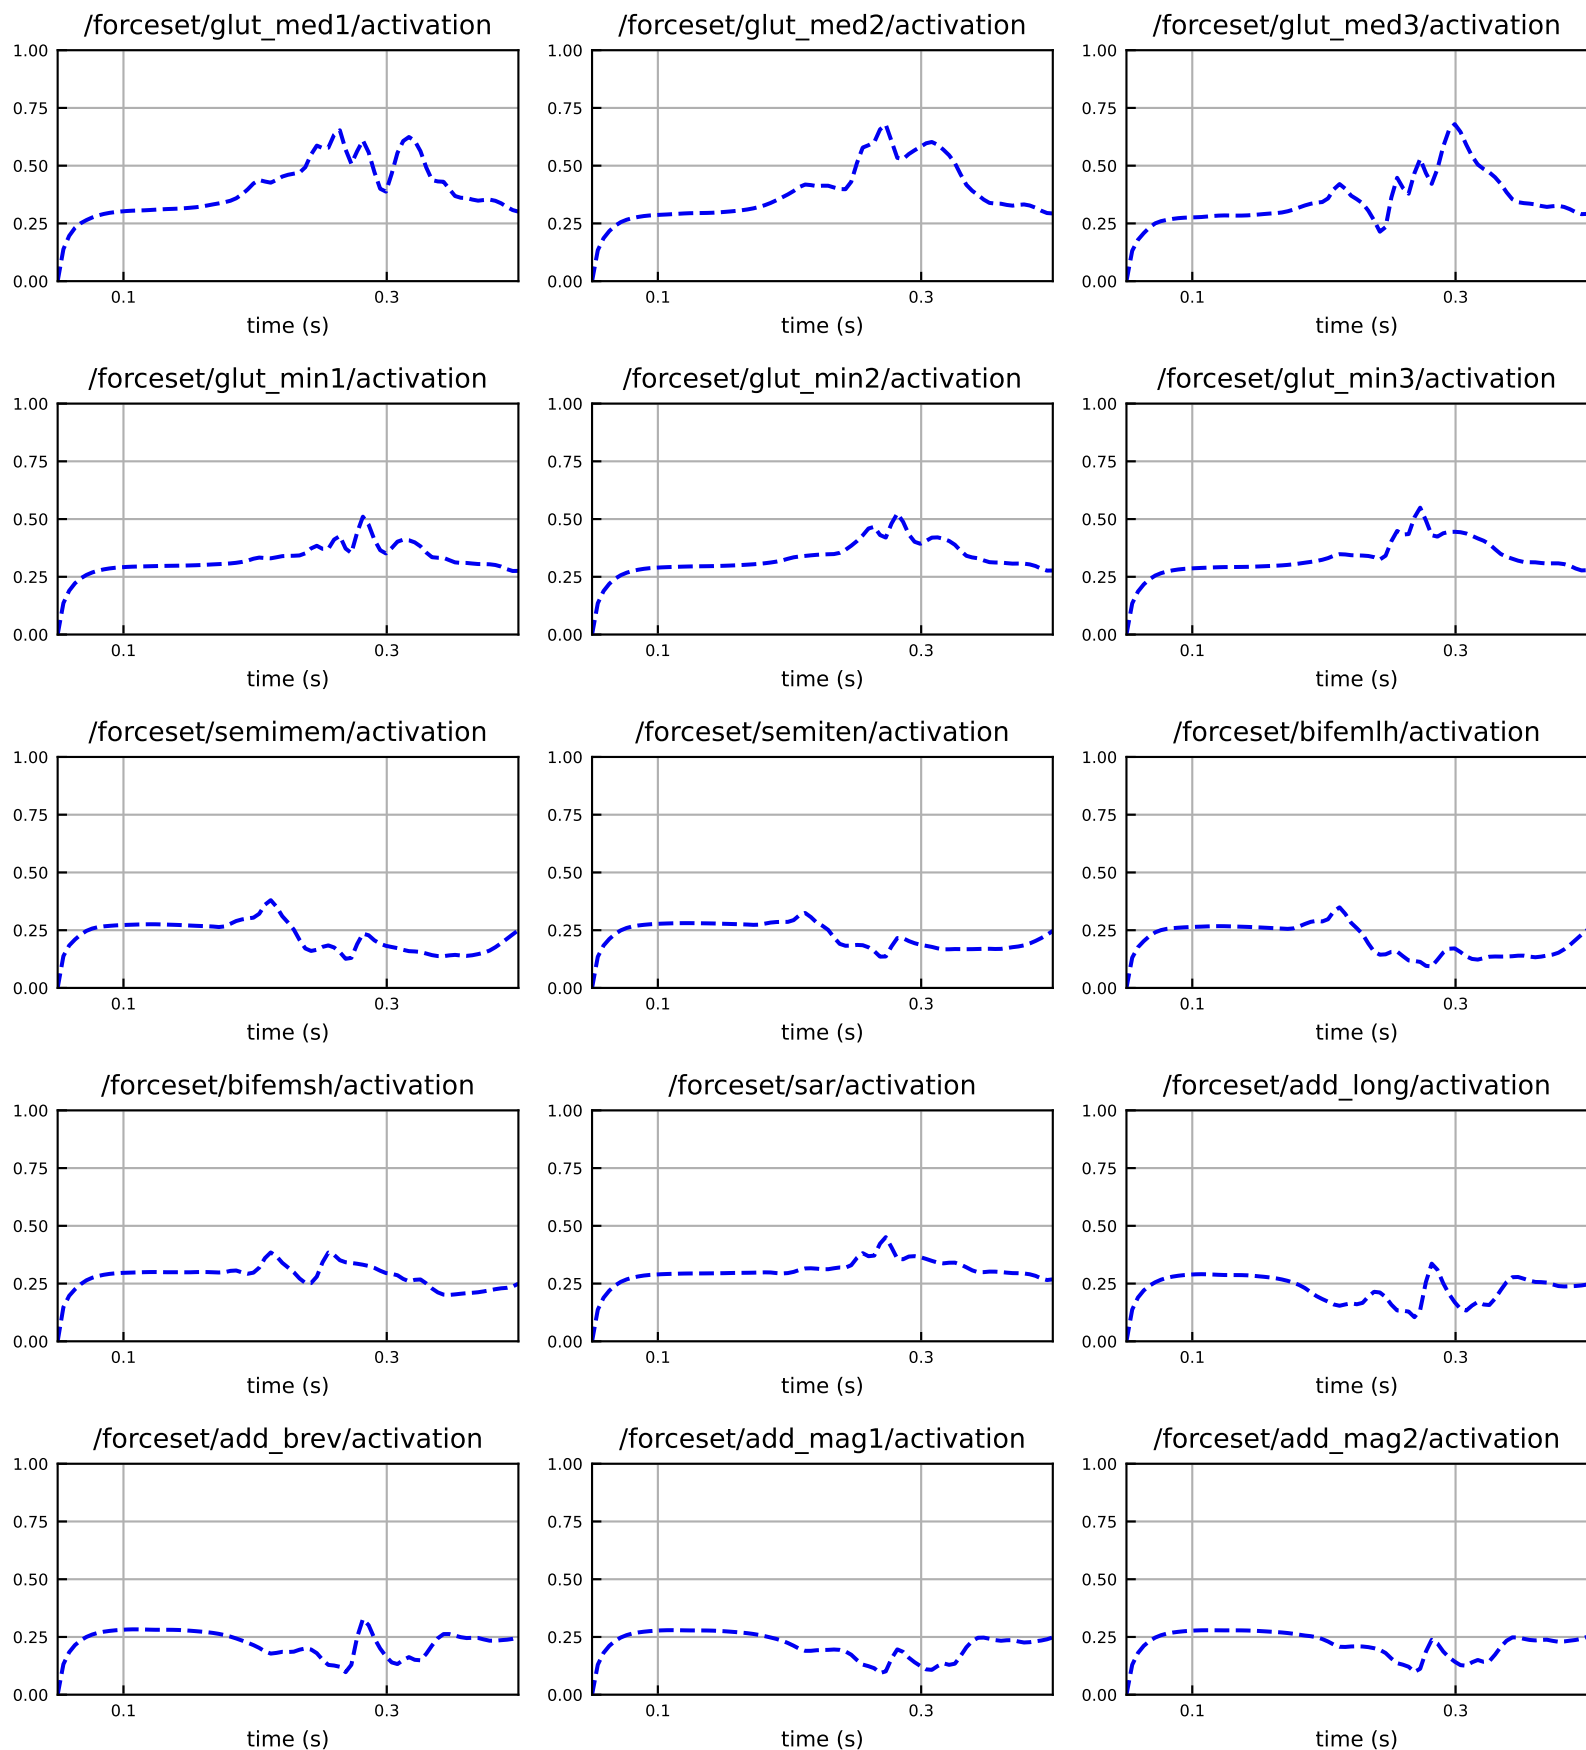 /forceset/glut_med1/activation /forceset/glut_med2/activation /forceset/glut_med3/activation
1.00 1.00 1.00
0.75 0.75 0.75
0.50 0.50 0.50
0.25 0.25 0.25
0.00 0.00 0.00
0.1 0.3 0.1 0.3 0.1 0.3
time (s) time (s) time (s)
/forceset/glut_min1/activation /forceset/glut_min2/activation /forceset/glut_min3/activation
1.00 1.00 1.00
0.75 0.75 0.75
0.50 0.50 0.50
0.25 0.25 0.25
0.00 0.00 0.00
0.1 0.3 0.1 0.3 0.1 0.3
time (s) time (s) time (s)
/forceset/semimem/activation /forceset/semiten/activation /forceset/bifemlh/activation
1.00 1.00 1.00
0.75 0.75 0.75
0.50 0.50 0.50
0.25 0.25 0.25
0.00 0.00 0.00
0.1 0.3 0.1 0.3 0.1 0.3
time (s) time (s) time (s)
/forceset/bifemsh/activation /forceset/sar/activation /forceset/add_long/activation
1.00 1.00 1.00
0.75 0.75 0.75
0.50 0.50 0.50
0.25 0.25 0.25
0.00 0.00 0.00
0.1 0.3 0.1 0.3 0.1 0.3
time (s) time (s) time (s)
/forceset/add_brev/activation /forceset/add_mag1/activation /forceset/add_mag2/activation
1.00 1.00 1.00
0.75 0.75 0.75
0.50 0.50 0.50
0.25 0.25 0.25
0.00 0.00 0.00
0.1 0.3 0.1 0.3 0.1 0.3
time (s) time (s) time (s)